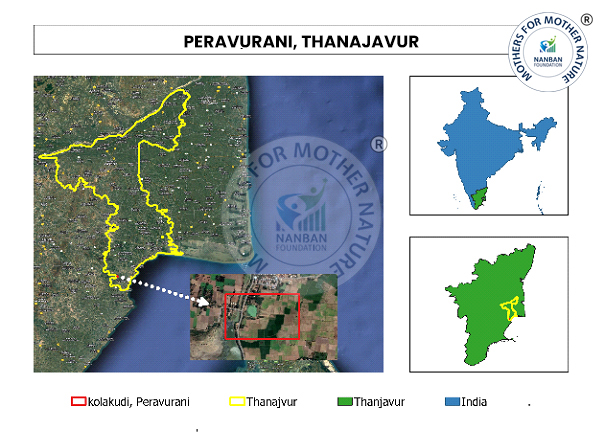 PERAVURANI, THANAJAVUR
MOTHERS FOR MOTHER NATURE
®
NANBAN
FOUNDATION
MOTHERS FOR MOTHER NATURE
®
NANBAN
FOUNDATION
kolakudi, Peravurani
Thanajvur
Thanjavur
India